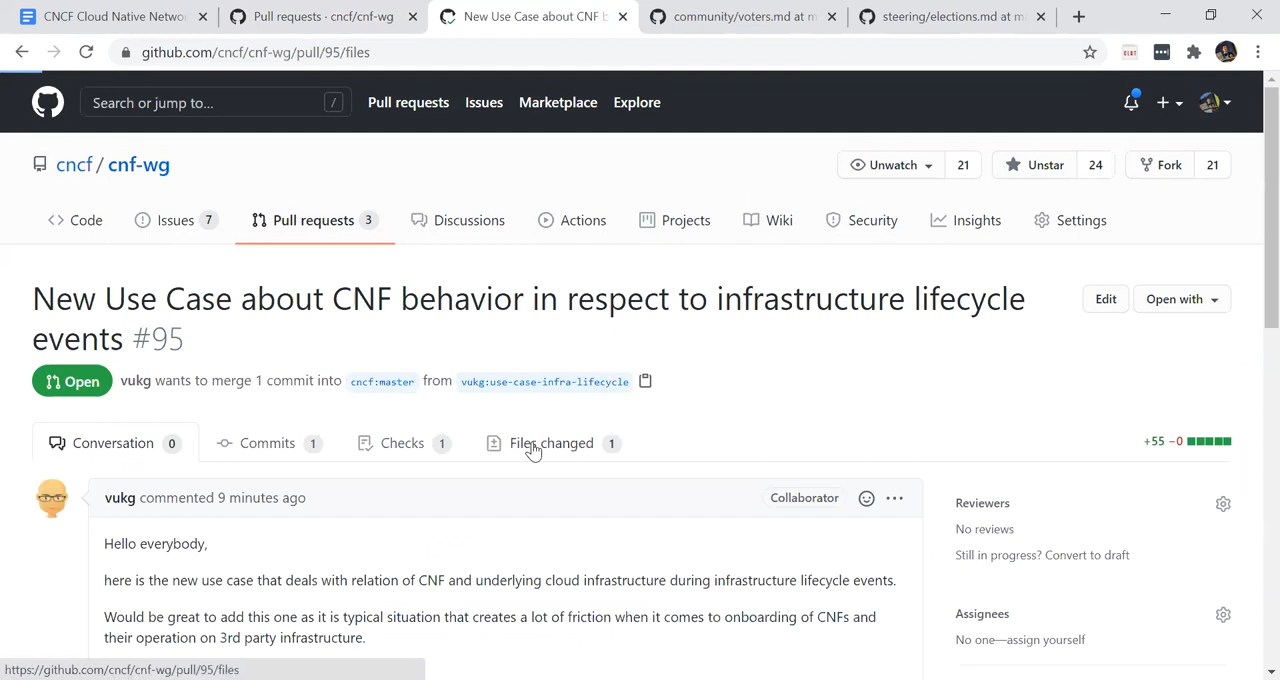 CNCF Cloud Native Networ
Pull requests · cncf/cnf-wg
New Use Case about CNF b
community/voters.md at m
steering/elections.md at m
github.com/cncf/cnf-wg/pull/95/files
Search or jump to...
/
Pull requests
Issues
Marketplace
Explore
cncf / cnf-wg
Unwatch
21
Unstar
24
Fork
21
Code
Issues 7
Pull requests 3
Discussions
Actions
Projects
Wiki
Security
Insights
Settings
New Use Case about CNF behavior in respect to infrastructure lifecycle
events #95
Edit
Open with
Open
vukg wants to merge 1 commit into cncf:master from vukg:use-case-infra-lifecycle
Conversation 0
Commits 1
Checks 1
Files changed 1
+55 −0
vukg commented 9 minutes ago
Collaborator
Hello everybody,
here is the new use case that deals with relation of CNF and underlying cloud infrastructure during infrastructure lifecycle events.
Would be great to add this one as it is typical situation that creates a lot of friction when it comes to onboarding of CNFs and
their operation on 3rd party infrastructure.
Reviewers
No reviews
Still in progress? Convert to draft
Assignees
No one—assign yourself
https://github.com/cncf/cnf-wg/pull/95/files